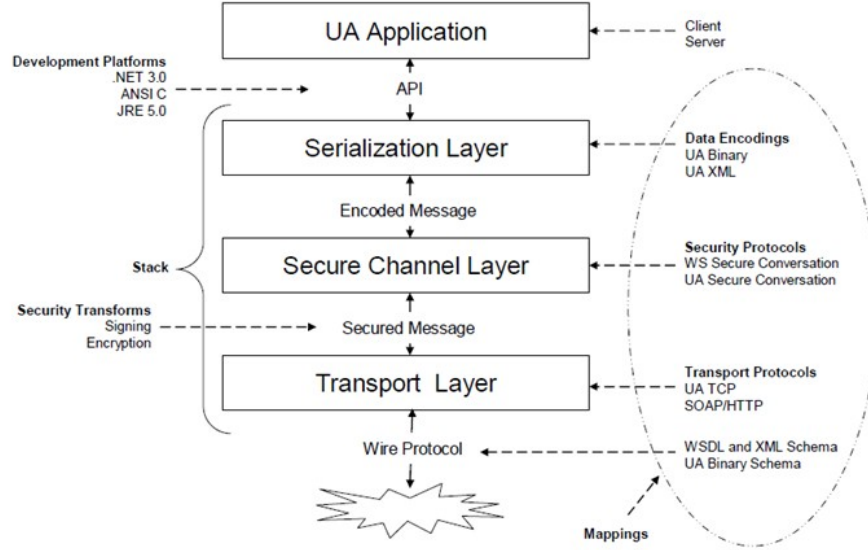 UA Application
Client
Server
Development Platforms
.NET 3.0
ANSI C
JRE 5.0
API
Serialization Layer
Data Encodings
UA Binary
UA XML
Encoded Message
Stack
Secure Channel Layer
Security Protocols
WS Secure Conversation
UA Secure Conversation
Security Transforms
Signing
Encryption
Secured Message
Transport Layer
Transport Protocols
UA TCP
SOAP/HTTP
Wire Protocol
WSDL and XML Schema
UA Binary Schema
Mappings